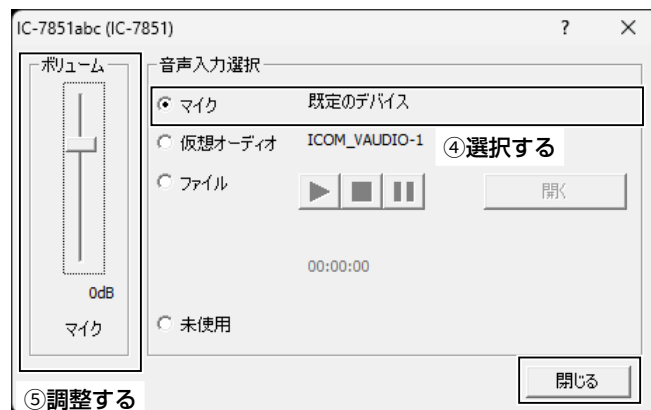 IC-7851abc (IC-7851) ? ×
ボリューム
0dB
マイク
⑤調整する
音声入力選択
マイク 既定のデバイス
仮想オーディオ ICOM_VAUDIO-1
④選択する
ファイル
開く
00:00:00
未使用
閉じる